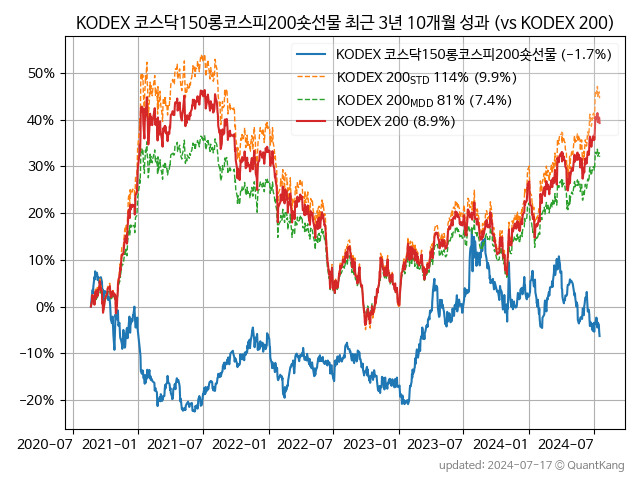 KODEX 코스닥150롱코스피200숏선물 최근 3년 10개월 성과 (vs KODEX 200)
KODEX 코스닥150롱코스피200숏선물 (−1.7%)
KODEX 200STD 114% (9.9%)
KODEX 200MDD 81% (7.4%)
KODEX 200 (8.9%)
50%
40%
30%
20%
10%
0%
−10%
−20%
2020-07 2021-01 2021-07 2022-01 2022-07 2023-01 2023-07 2024-01 2024-07
updated: 2024-07-17 © QuantKang